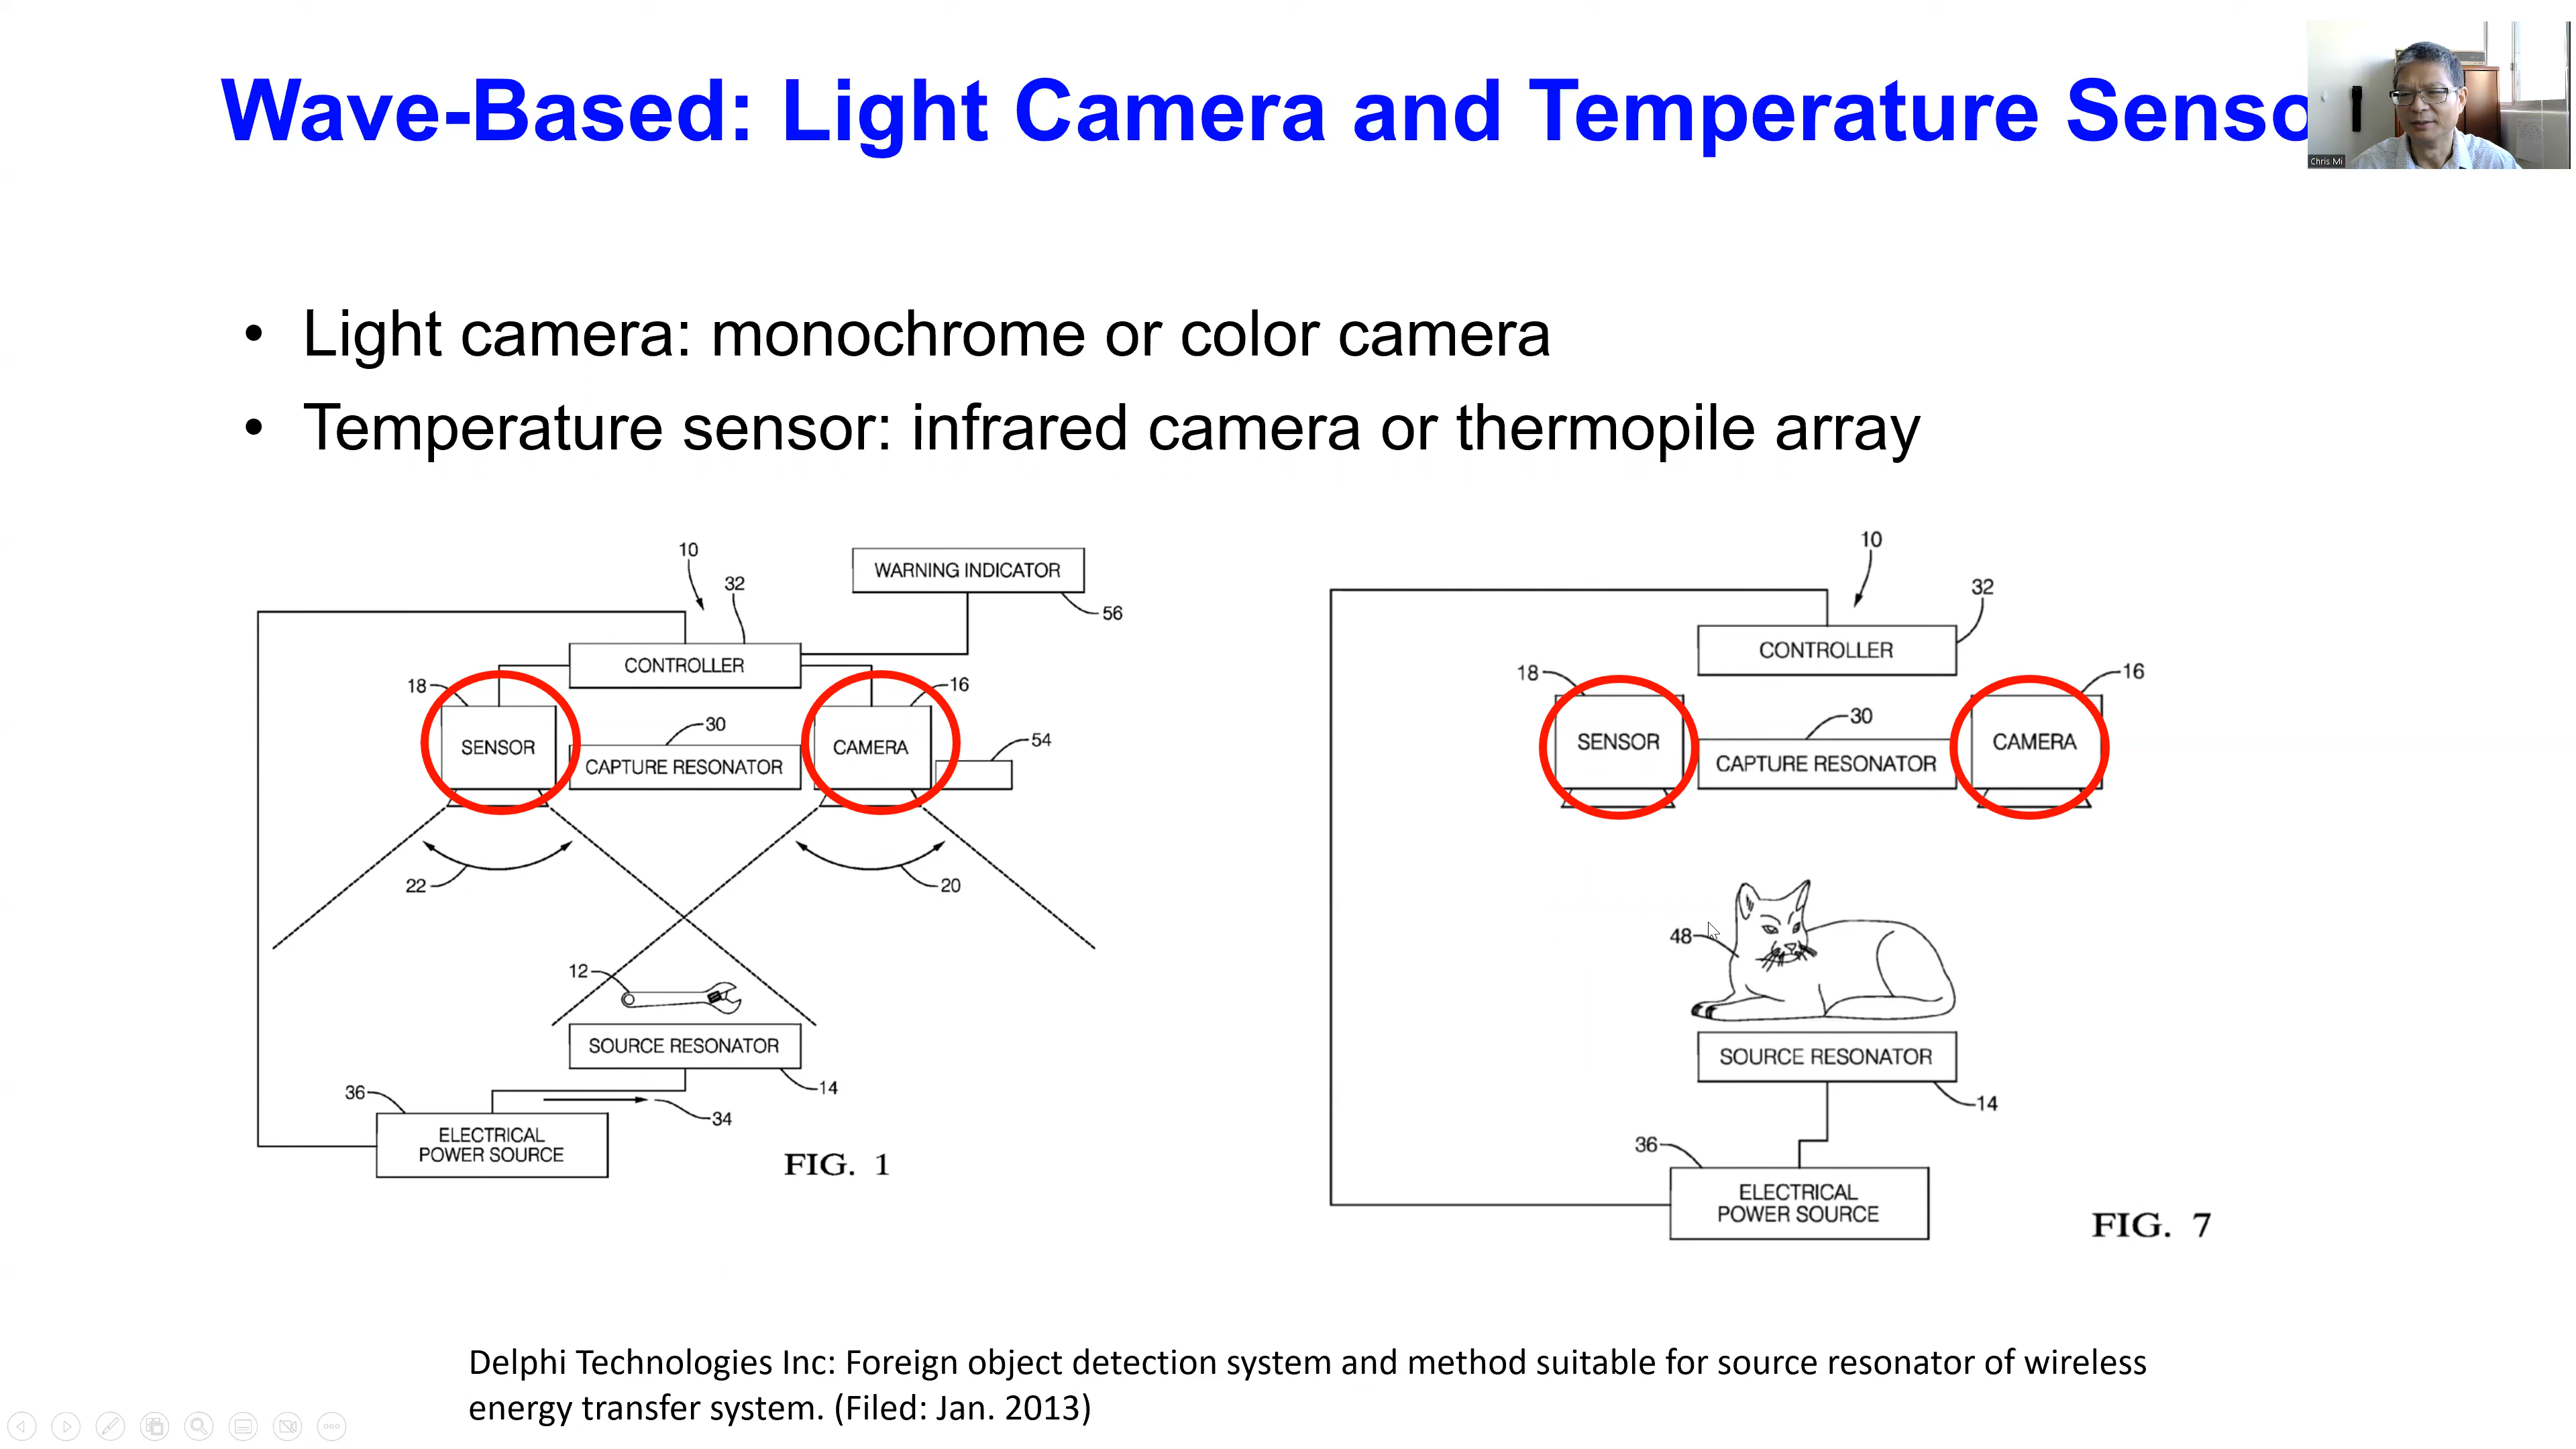 Wave-Based: Light Camera and Temperature Senso
Chris Mi
• Light camera: monochrome or color camera
• Temperature sensor: infrared camera or thermopile array
10
32
WARNING INDICATOR
56
CONTROLLER
18
16
SENSOR
30
CAPTURE RESONATOR
CAMERA
54
22
20
12
SOURCE RESONATOR
14
36
34
ELECTRICAL
POWER SOURCE
FIG. 1
10
32
CONTROLLER
18
16
SENSOR
30
CAPTURE RESONATOR
CAMERA
48
SOURCE RESONATOR
14
36
ELECTRICAL
POWER SOURCE
FIG. 7
Delphi Technologies Inc: Foreign object detection system and method suitable for source resonator of wireless
energy transfer system. (Filed: Jan. 2013)